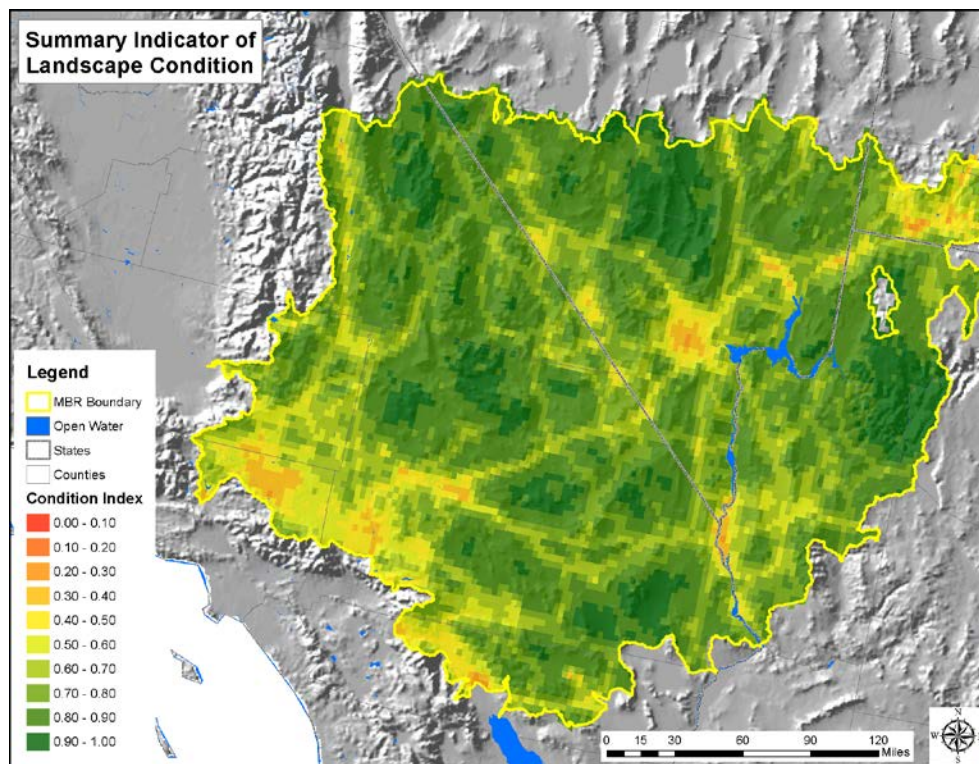 Summary Indicator of
Landscape Condition
Legend
MBR Boundary
Open Water
States
Counties
Condition Index
0.00 - 0.10
0.10 - 0.20
0.20 - 0.30
0.30 - 0.40
0.40 - 0.50
0.50 - 0.60
0.60 - 0.70
0.70 - 0.80
0.80 - 0.90
0.90 - 1.00
0 15 30 60 90 120
Miles
N
W E
S